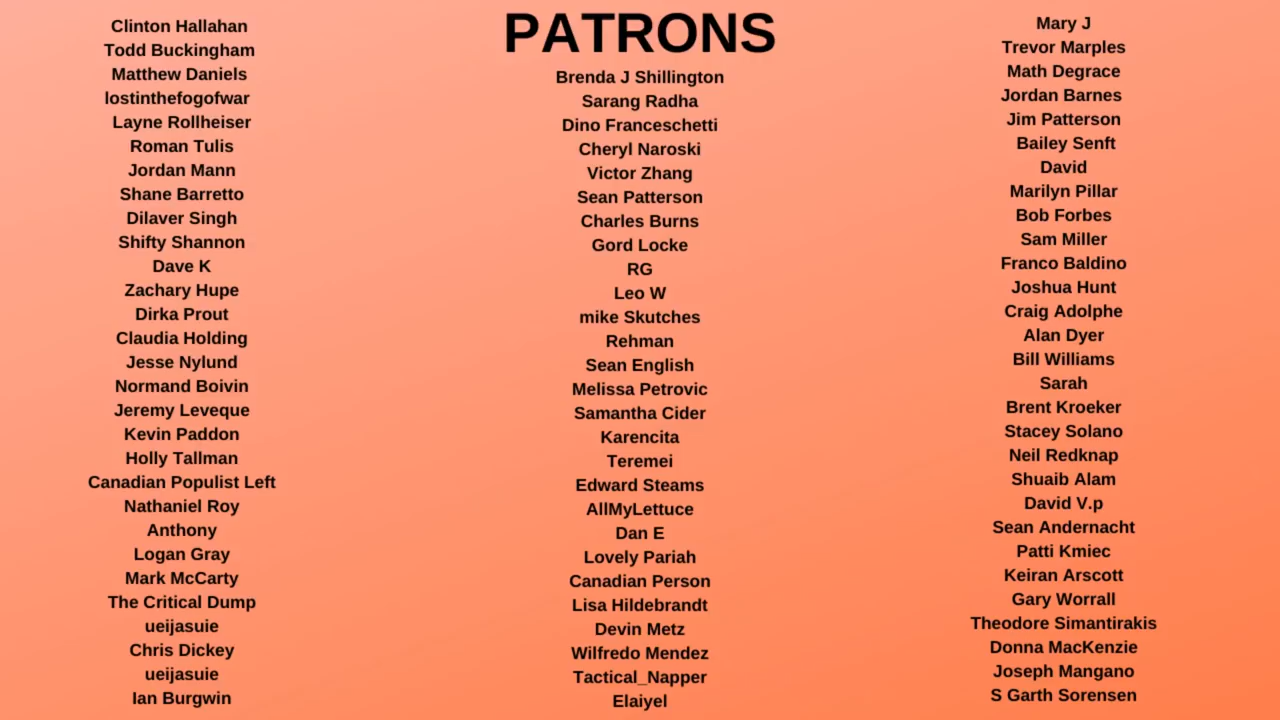 Clinton Hallahan
Todd Buckingham
Matthew Daniels
lostinthefogofwar
Layne Rollheiser
Roman Tulis
Jordan Mann
Shane Barretto
Dilaver Singh
Shifty Shannon
Dave K
Zachary Hupe
Dirka Prout
Claudia Holding
Jesse Nylund
Normand Boivin
Jeremy Leveque
Kevin Paddon
Holly Tallman
Canadian Populist Left
Nathaniel Roy
Anthony
Logan Gray
Mark McCarty
The Critical Dump
ueijasuie
Chris Dickey
ueijasuie
Ian Burgwin
PATRONS
Brenda J Shillington
Sarang Radha
Dino Franceschetti
Cheryl Naroski
Victor Zhang
Sean Patterson
Charles Burns
Gord Locke
RG
Leo W
mike Skutches
Rehman
Sean English
Melissa Petrovic
Samantha Cider
Karencita
Teremei
Edward Steams
AllMyLettuce
Dan E
Lovely Pariah
Canadian Person
Lisa Hildebrandt
Devin Metz
Wilfredo Mendez
Tactical_Napper
Elaiyel
Mary J
Trevor Marples
Math Degrace
Jordan Barnes
Jim Patterson
Bailey Senft
David
Marilyn Pillar
Bob Forbes
Sam Miller
Franco Baldino
Joshua Hunt
Craig Adolphe
Alan Dyer
Bill Williams
Sarah
Brent Kroeker
Stacey Solano
Neil Redknap
Shuaib Alam
David V.p
Sean Andernacht
Patti Kmiec
Keiran Arscott
Gary Worrall
Theodore Simantirakis
Donna MacKenzie
Joseph Mangano
S Garth Sorensen